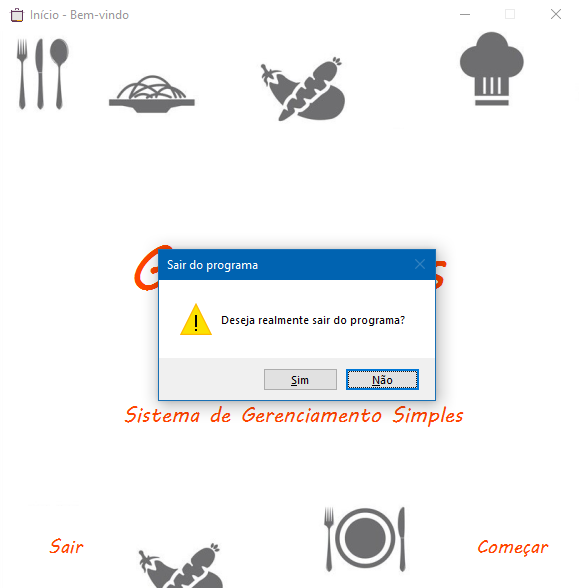 Início - Bem-vindo
Sair do programa
Deseja realmente sair do programa?
Sim
Não
Sistema de Gerenciamento Simples
Sair
Começar